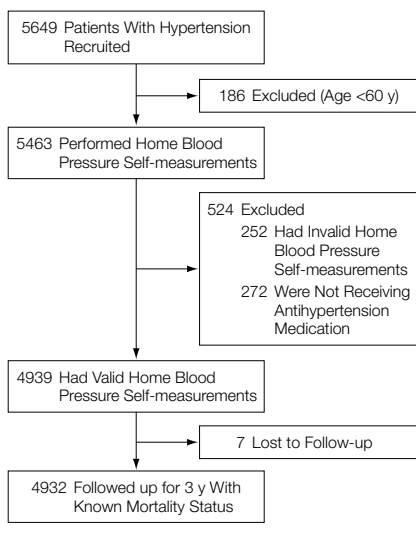 5649 Patients With Hypertension
Recruited
186 Excluded (Age <60 y)
5463 Performed Home Blood
Pressure Self-measurements
524 Excluded
252 Had Invalid Home
Blood Pressure
Self-measurements
272 Were Not Receiving
Antihypertension
Medication
4939 Had Valid Home Blood
Pressure Self-measurements
7 Lost to Follow-up
4932 Followed up for 3 y With
Known Mortality Status